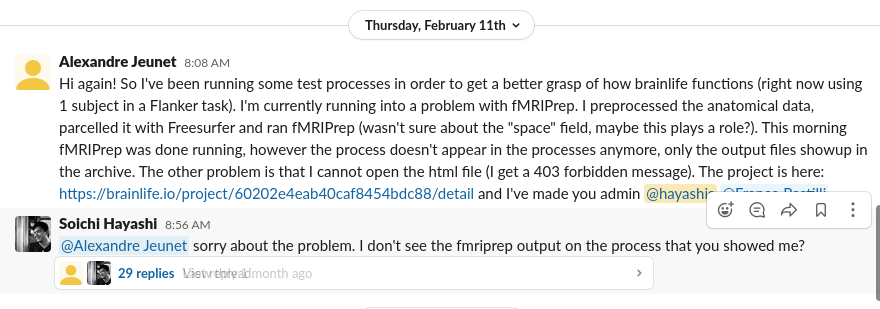 Thursday, February 11th
Alexandre Jeunet 8:08 AM
Hi again! So I've been running some test processes in order to get a better grasp of how brainlife functions (right now using
1 subject in a Flanker task). I'm currently running into a problem with fMRIPrep. I preprocessed the anatomical data,
parcelled it with Freesurfer and ran fMRIPrep (wasn't sure about the "space" field, maybe this plays a role?). This morning
fMRIPrep was done running, however the process doesn't appear in the processes anymore, only the output files showup in
the archive. The other problem is that I cannot open the html file (I get a 403 forbidden message). The project is here:
https://brainlife.io/project/60202e4eab40caf8454bdc88/detail and I've made you admin @hayashis
Soichi Hayashi 8:56 AM
@Alexandre Jeunet sorry about the problem. I don't see the fmriprep output on the process that you showed me?
29 replies month ago